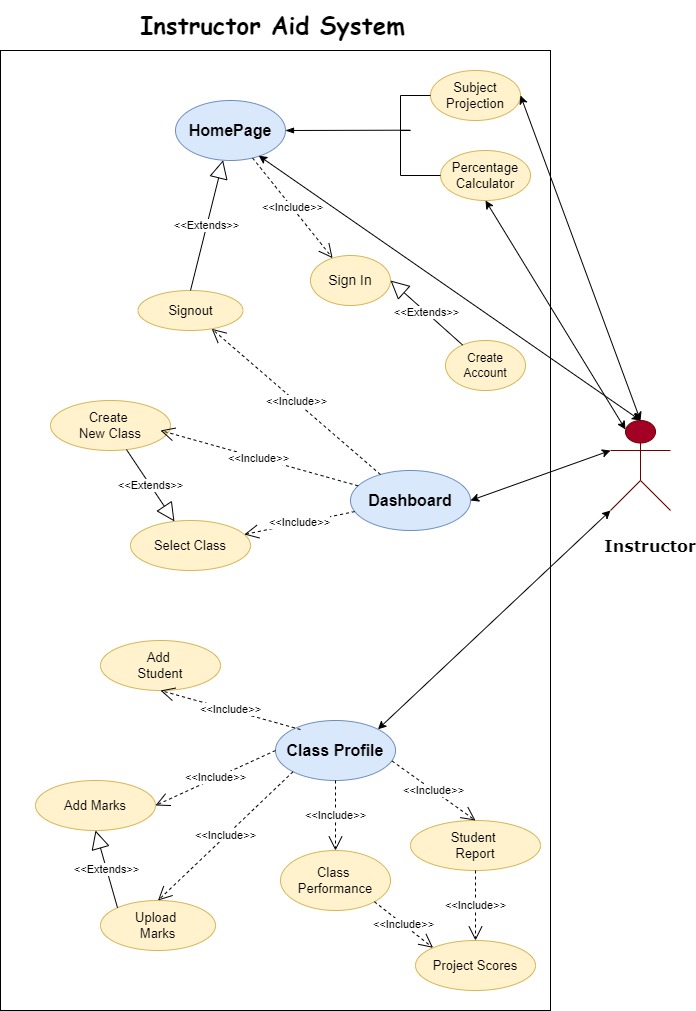 Instructor Aid System
Subject
Projection
HomePage
Percentage
Calculator
<<Include>>
<<Extends>>
Sign In
Signout
<<Extends>>
Create
Account
<<Include>>
Create
New Class
<<Include>>
<<Extends>>
Dashboard
<<Include>>
Select Class
Instructor
Add
Student
<<Include>>
Class Profile
<<Include>>
<<Include>>
Add Marks
<<Include>>
<<Include>>
Student
Report
<<Extends>>
Class
Performance
<<Include>>
Upload
Marks
<<Include>>
Project Scores